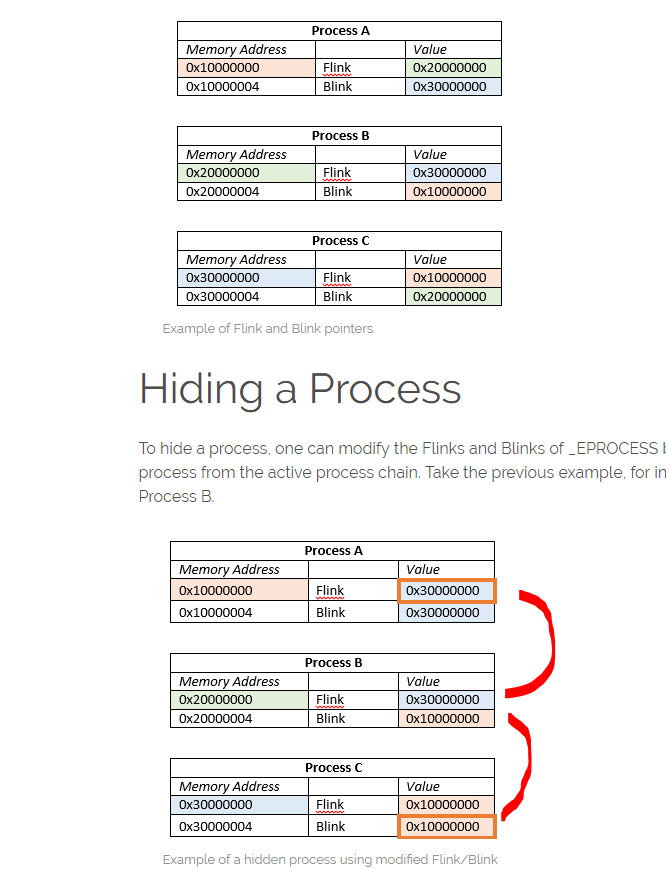 Process A
Memory Address Value
0x10000000 Flink 0x20000000
0x10000004 Blink 0x30000000
Process B
Memory Address Value
0x20000000 Flink 0x30000000
0x20000004 Blink 0x10000000
Process C
Memory Address Value
0x30000000 Flink 0x10000000
0x30000004 Blink 0x20000000
Example of Flink and Blink pointers.
Hiding a Process
To hide a process, one can modify the Flinks and Blinks of _EPROCESS
process from the active process chain. Take the previous example, for
Process B.
Process A
Memory Address Value
0x10000000 Flink 0x30000000
0x10000004 Blink 0x30000000
Process B
Memory Address Value
0x20000000 Flink 0x30000000
0x20000004 Blink 0x10000000
Process C
Memory Address Value
0x30000000 Flink 0x10000000
0x30000004 Blink 0x10000000
Example of a hidden process using modified Flink/Blink